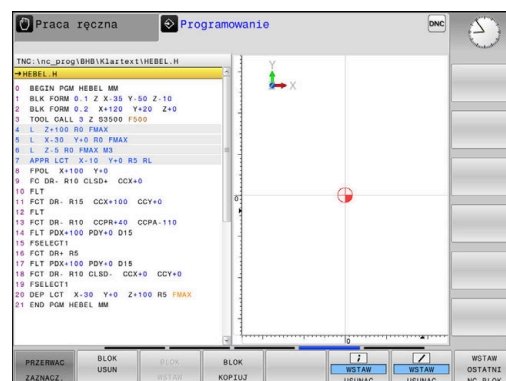 Praca ręczna
Programowanie
DNC
TNC:\nc_prog\BHB\Klartext\HEBEL.H
→HEBEL.H
0 BEGIN PGM HEBEL MM
1 BLK FORM 0.1 Z X-35 Y-50 Z-10
2 BLK FORM 0.2 X+120 Y+20 Z+0
3 TOOL CALL 3 Z S3500 F500
4 L Z+100 R0 FMAX
5 L X-30 Y+0 R0 FMAX
6 L Z-5 R0 FMAX M3
7 APPR LCT X-10 Y+0 R5 RL
8 FPOL X+100 Y+0
9 FC DR- R10 CLSD+ CCX+0
10 FLT
11 FCT DR- R15 CCX+100 CCY+0
12 FLT
13 FCT DR- R10 CCPR+40 CCPA-110
14 FLT PDX+100 PDY+0 D15
15 FSELECT1
16 FCT DR+ R5
17 FLT PDX+100 PDY+0 D15
18 FCT DR- R10 CLSD- CCX+0 CCY+0
19 FSELECT1
20 DEP LCT X-30 Y+0 Z+100 R5 FMAX
21 END PGM HEBEL MM
Y
X
0
0
PRZERWAC
ZAZNACZ.
BLOK
USUN
BLOK
WSTAW
BLOK
KOPIUJ
WSTAW
USUNAC
WSTAW
USUNAC
WSTAW
OSTATNI
NC BLOK